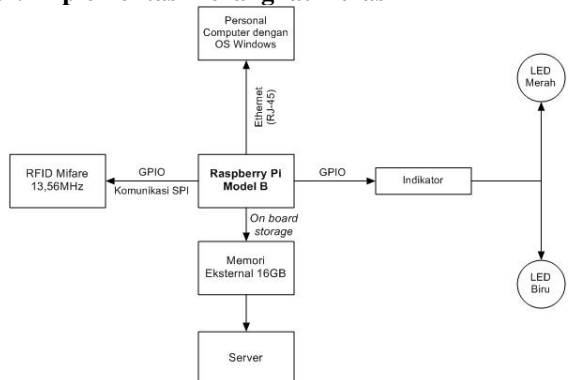 Personal
Computer dengan
OS Windows
Ethernet
(RJ-45)
LED
Merah
RFID Mifare
13,56MHz
GPIO
Komunikasi SPI
Raspberry Pi
Model B
GPIO
Indikator
On board
storage
Memori
Eksternal 16GB
LED
Biru
Server